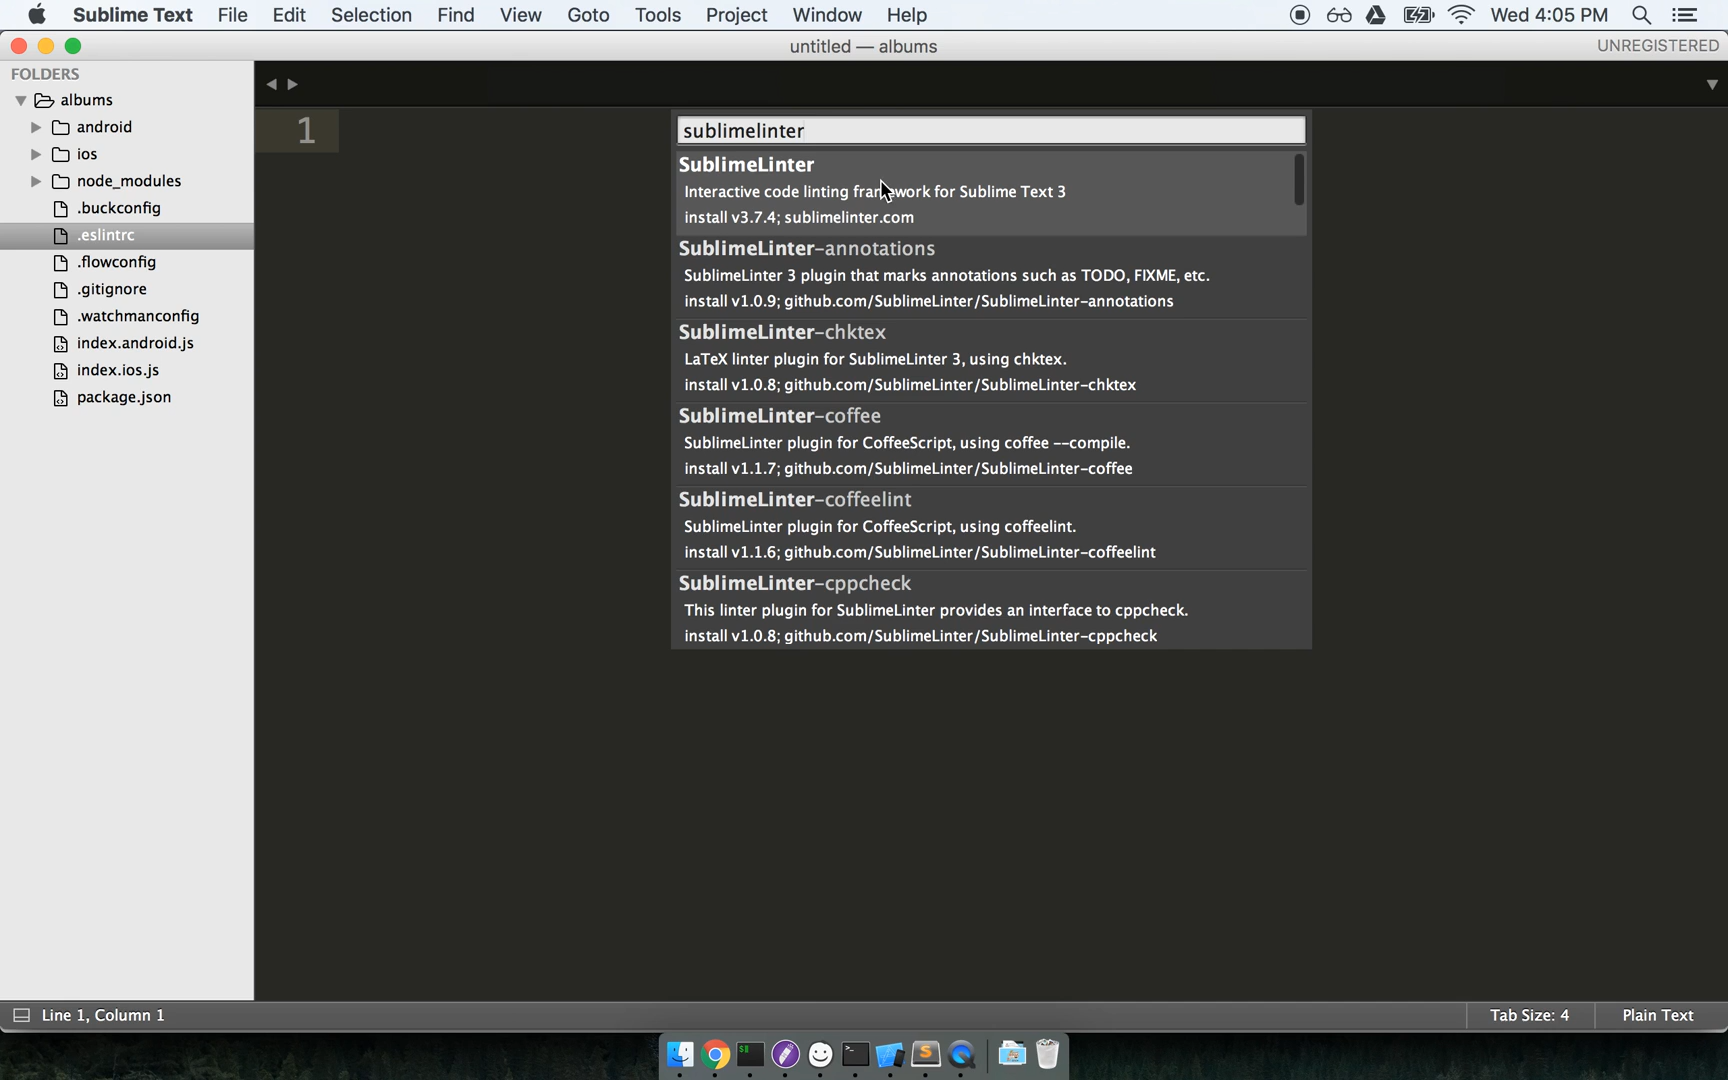 Sublime Text File Edit Selection Find View Goto Tools Project Window Help Wed 4:05 PM
untitled — albums UNREGISTERED
FOLDERS
albums
android
ios
node_modules
.buckconfig
.eslintrc
.flowconfig
.gitignore
.watchmanconfig
index.android.js
index.ios.js
package.json
1
sublimelinter
SublimeLinter
Interactive code linting framework for Sublime Text 3
install v3.7.4; sublimelinter.com
SublimeLinter-annotations
SublimeLinter 3 plugin that marks annotations such as TODO, FIXME, etc.
install v1.0.9; github.com/SublimeLinter/SublimeLinter-annotations
SublimeLinter-chktex
LaTeX linter plugin for SublimeLinter 3, using chktex.
install v1.0.8; github.com/SublimeLinter/SublimeLinter-chktex
SublimeLinter-coffee
SublimeLinter plugin for CoffeeScript, using coffee --compile.
install v1.1.7; github.com/SublimeLinter/SublimeLinter-coffee
SublimeLinter-coffeelint
SublimeLinter plugin for CoffeeScript, using coffeelint.
install v1.1.6; github.com/SublimeLinter/SublimeLinter-coffeelint
SublimeLinter-cppcheck
This linter plugin for SublimeLinter provides an interface to cppcheck.
install v1.0.8; github.com/SublimeLinter/SublimeLinter-cppcheck
Line 1, Column 1 Tab Size: 4 Plain Text